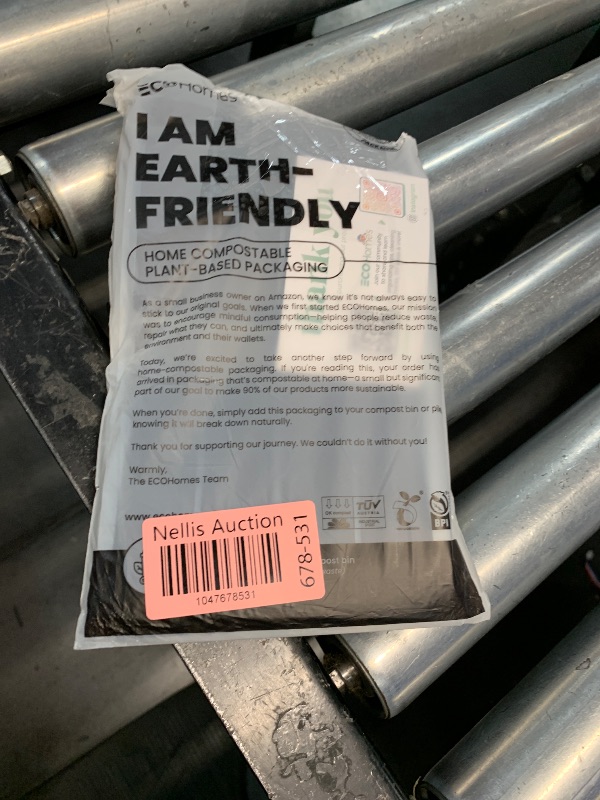 ECOHomes
I AM
EARTH-
FRIENDLY
HOME COMPOSTABLE
PLANT-BASED PACKAGING
As a small business owner on Amazon, we know it's not always easy to
stick to our original goals. When we first started ECOHomes, our mission
was to encourage mindful consumption—helping people reduce waste,
repair what they can, and ultimately make choices that benefit both the
environment and their wallets.
Today, we're excited to take another step forward by using
home-compostable packaging. If you're reading this, your order has
arrived in packaging that's compostable at home—a small but significant
part of our goal to make 90% of our products more sustainable.
When you're done, simply add this packaging to your compost bin or pile
knowing it will break down naturally.
Thank you for supporting our journey. We couldn't do it without you!
Warmly,
The ECOHomes Team
thank you
ECOHomes
TÜV
AUSTRIA
BPI
Nellis Auction
678-531
1047678531